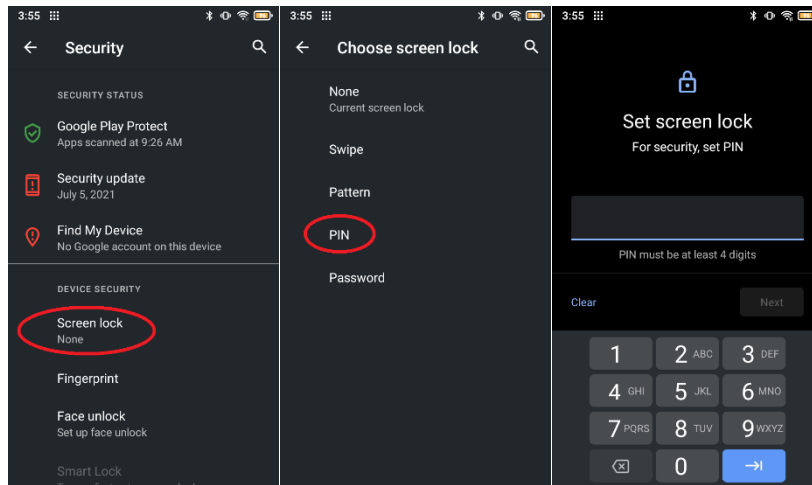 3:55
Security
SECURITY STATUS
Google Play Protect
Apps scanned at 9:26 AM
Security update
July 5, 2021
Find My Device
No Google account on this device
DEVICE SECURITY
Screen lock
None
Fingerprint
Face unlock
Set up face unlock
Smart Lock
3:55
Choose screen lock
None
Current screen lock
Swipe
Pattern
PIN
Password
3:55
Set screen lock
For security, set PIN
PIN must be at least 4 digits
Clear Next
1 2 ABC 3 DEF
4 GHI 5 JKL 6 MNO
7 PQRS 8 TUV 9 WXYZ
0